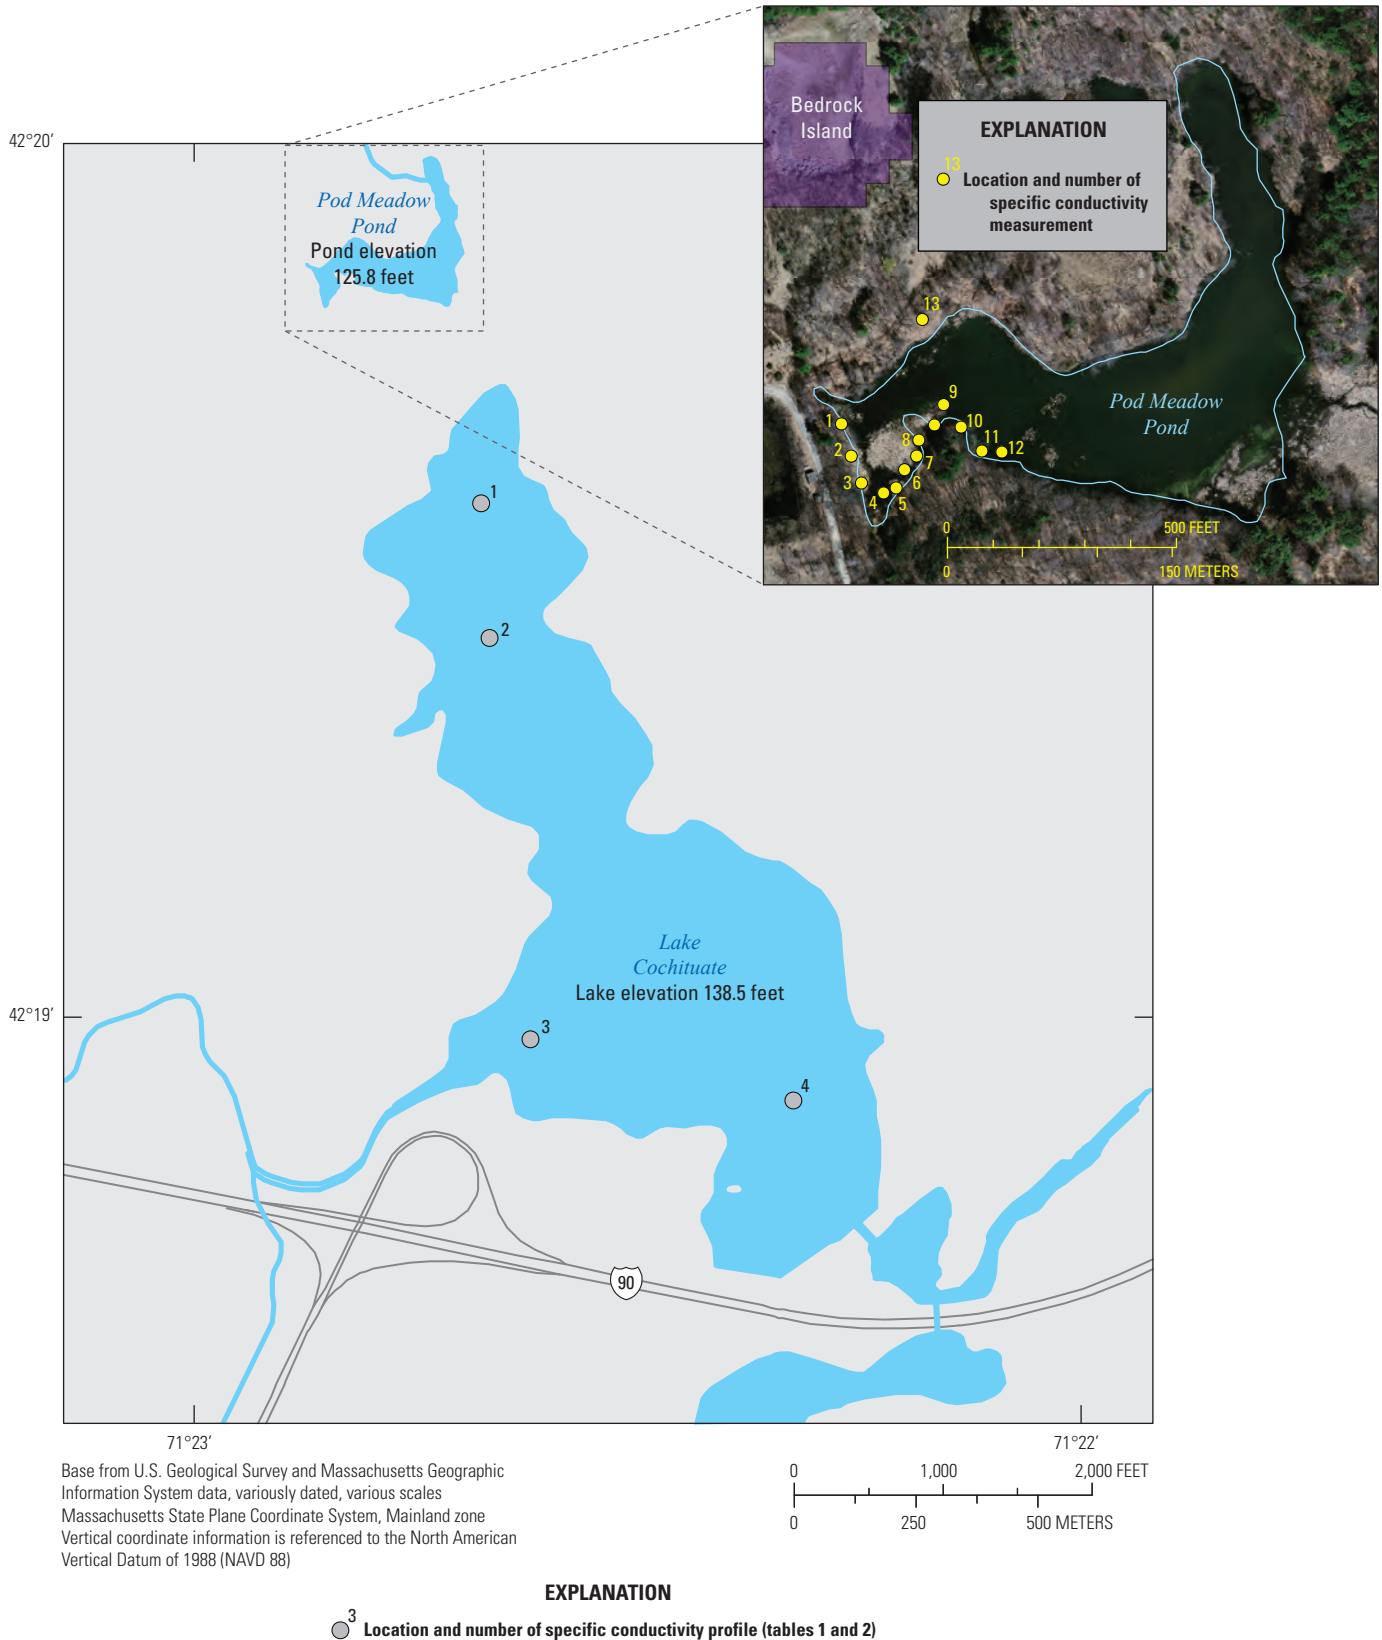 42°20′
Pod Meadow
Pond
Pond elevation
125.8 feet
Bedrock
Island
EXPLANATION
13
Location and number of
specific conductivity
measurement
13
9
1
10
8
11
12
2
7
3
6
4
5
Pod Meadow
Pond
0
500 FEET
0
150 METERS
1
2
Lake
Cochituate
Lake elevation 138.5 feet
42°19′
3
4
90
71°23′
71°22′
Base from U.S. Geological Survey and Massachusetts Geographic
Information System data, variously dated, various scales
Massachusetts State Plane Coordinate System, Mainland zone
Vertical coordinate information is referenced to the North American
Vertical Datum of 1988 (NAVD 88)
0 1,000 2,000 FEET
0 250 500 METERS
EXPLANATION
3
Location and number of specific conductivity profile (tables 1 and 2)